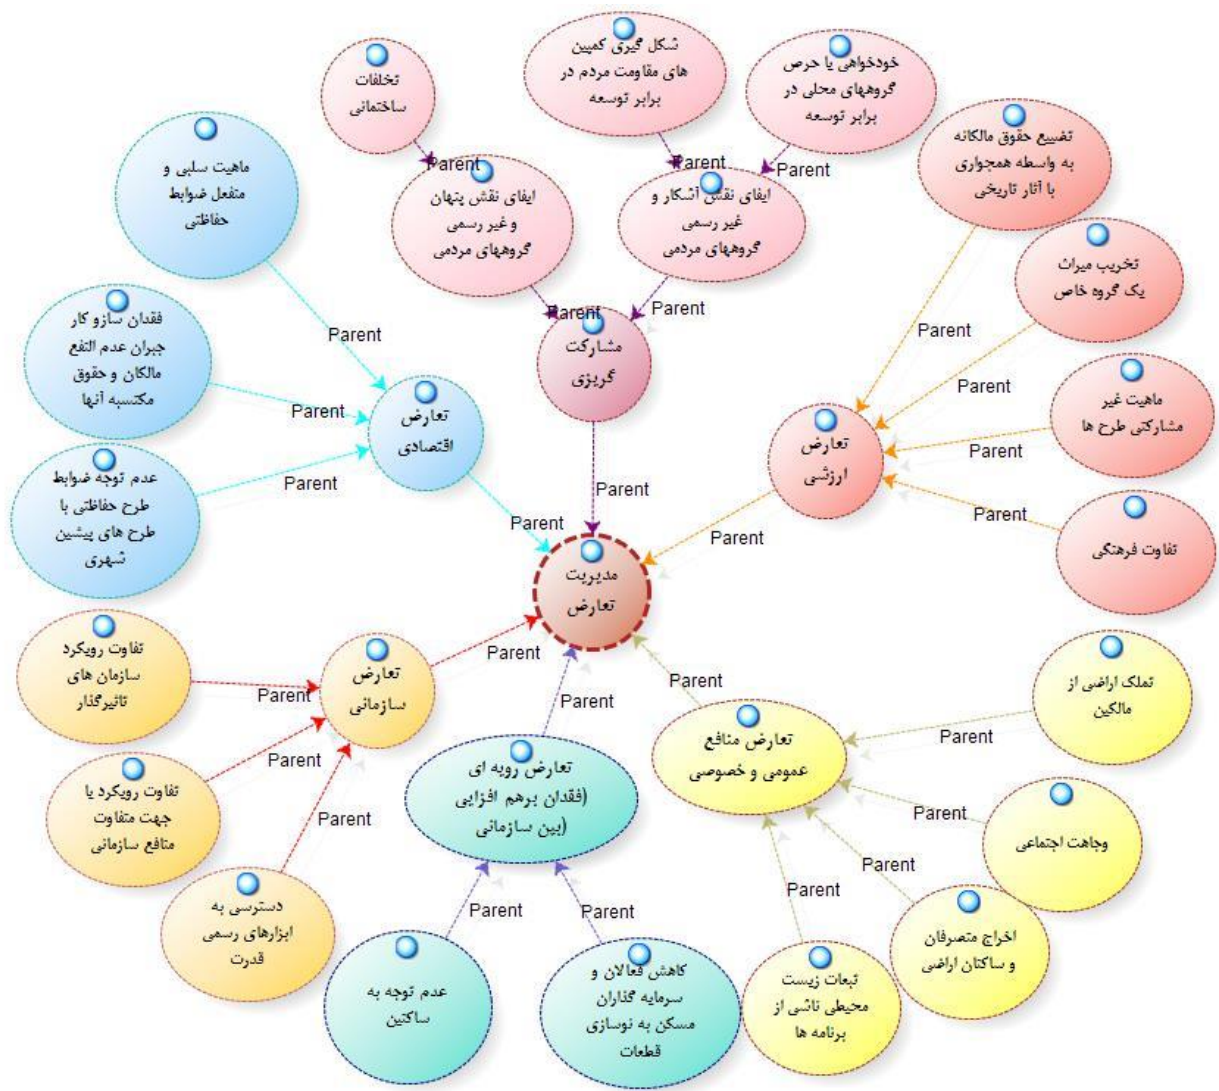 تخلفات
ساختمانی
شکل گیری کمپین
های مقاومت مردم در
برابر توسعه
خودخواهی یا حرص
گروههای محلی در
برابر توسعه
تضییع حقوق مالکانه
به واسطه همجواری
با آثار تاریخی
ماهیت سلبی و
منفعل ضوابط
حفاظتی
Parent
Parent
Parent
ایفای نقش پنهان
و غیر رسمی
گروههای مردمی
ایفای نقش آشکار و
غیر رسمی
گروههای مردمی
تخریب میراث
یک گروه خاص
Parent
Parent
Parent
Parent
Parent
فقدان سازو کار
جبران عدم النفع
مالکان و حقوق
مکتسبه آنها
مشارکت
گریزی
ماهیت غیر
مشارکتی طرح ها
Parent
Parent
تعارض
اقتصادی
تعارض
ارزشی
Parent
عدم توجه ضوابط
طرح حفاظتی با
طرح های پیشین
شهری
Parent
Parent
Parent
Parent
Parent
تفاوت فرهنگی
مدیریت
تعارض
تفاوت رویکرد
سازمان های
تاثیرگذار
Parent
تعارض
سازمانی
Parent
Parent
Parent
تملک اراضی از
مالکین
تعارض منافع
عمومی و خصوصی
Parent
تفاوت رویکرد یا
جهت متفاوت
منافع سازمانی
Parent
Parent
تعارض رویه ای
(فقدان برهم افزایی
بین سازمانی)
Parent
وجاهت اجتماعی
Parent
Parent
Parent
Parent
دسترسی به
ابزارهای رسمی
قدرت
اخراج متصرفان
و ساکنان اراضی
عدم توجه به
ساکنین
کاهش فعالان و
سرمایه گذاران
مسکن به نوسازی
قطعات
تبعات زیست
محیطی ناشی از
برنامه ها